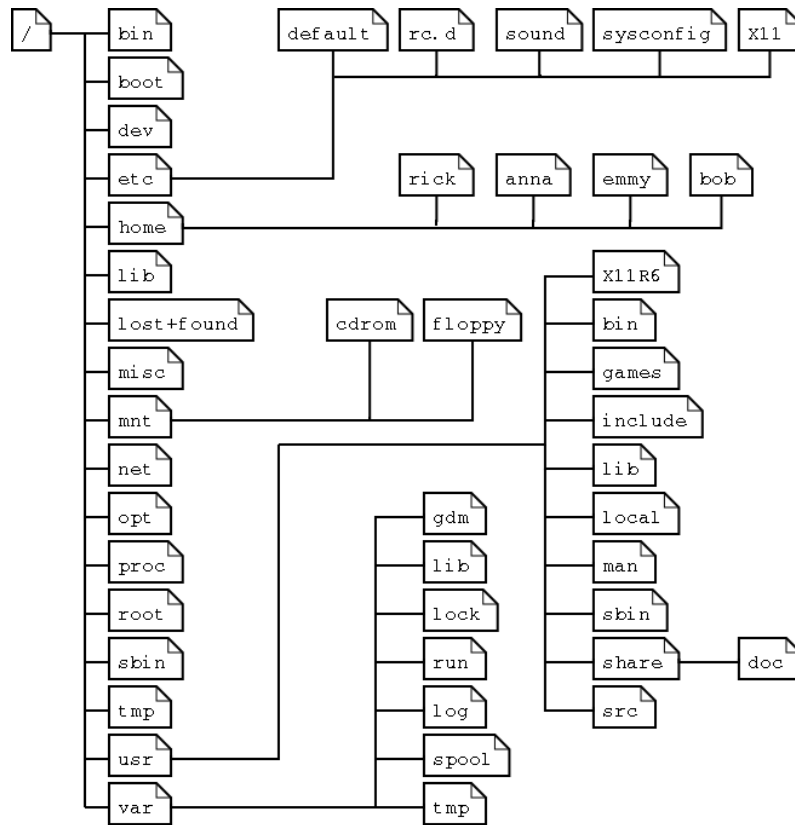 /
bin
default
rc.d
sound
sysconfig
X11
boot
dev
etc
rick
anna
emmy
bob
home
lib
X11R6
lost+found
cdrom
floppy
bin
misc
games
mnt
include
net
lib
opt
gdm
local
proc
lib
man
root
lock
sbin
sbin
run
share
doc
tmp
log
src
usr
spool
var
tmp